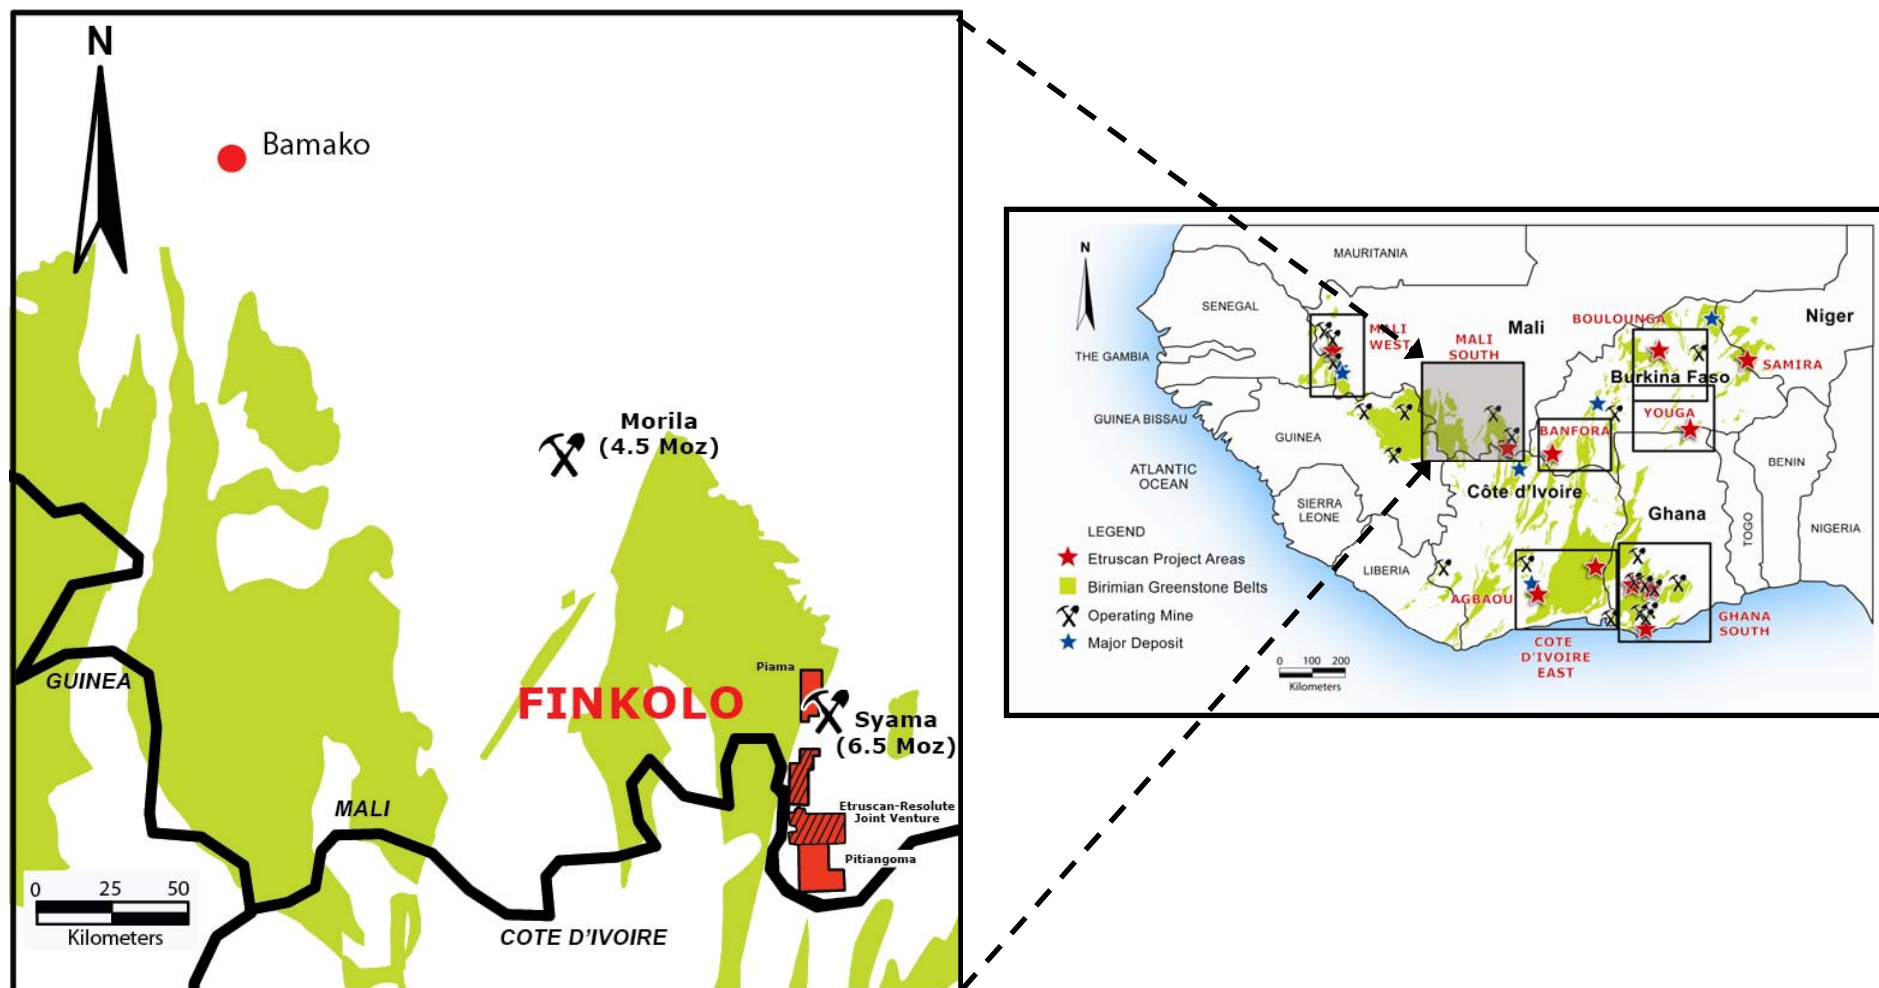 N
Bamako
Morila
(4.5 Moz)
Piama
GUINEA
FINKOLO
Syama
(6.5 Moz)
MALI
Etruscan-Resolute
Joint Venture
Pitiangoma
0 25 50
Kilometers
COTE D'IVOIRE
N
MAURITANIA
SENEGAL
MALI
WEST
MALI
SOUTH
Mali
BOULOUNGA
Niger
THE GAMBIA
SAMIRA
Burkina Faso
GUINEA BISSAU
GUINEA
BANFORA
YOUGA
ATLANTIC
OCEAN
BENIN
Côte d'Ivoire
SIERRA
LEONE
Ghana
TOGO
NIGERIA
LEGEND
Etruscan Project Areas
Birimian Greenstone Belts
Operating Mine
Major Deposit
LIBERIA
AGBAOU
COTE
D'IVOIRE
EAST
GHANA
SOUTH
0 100 200
Kilometers